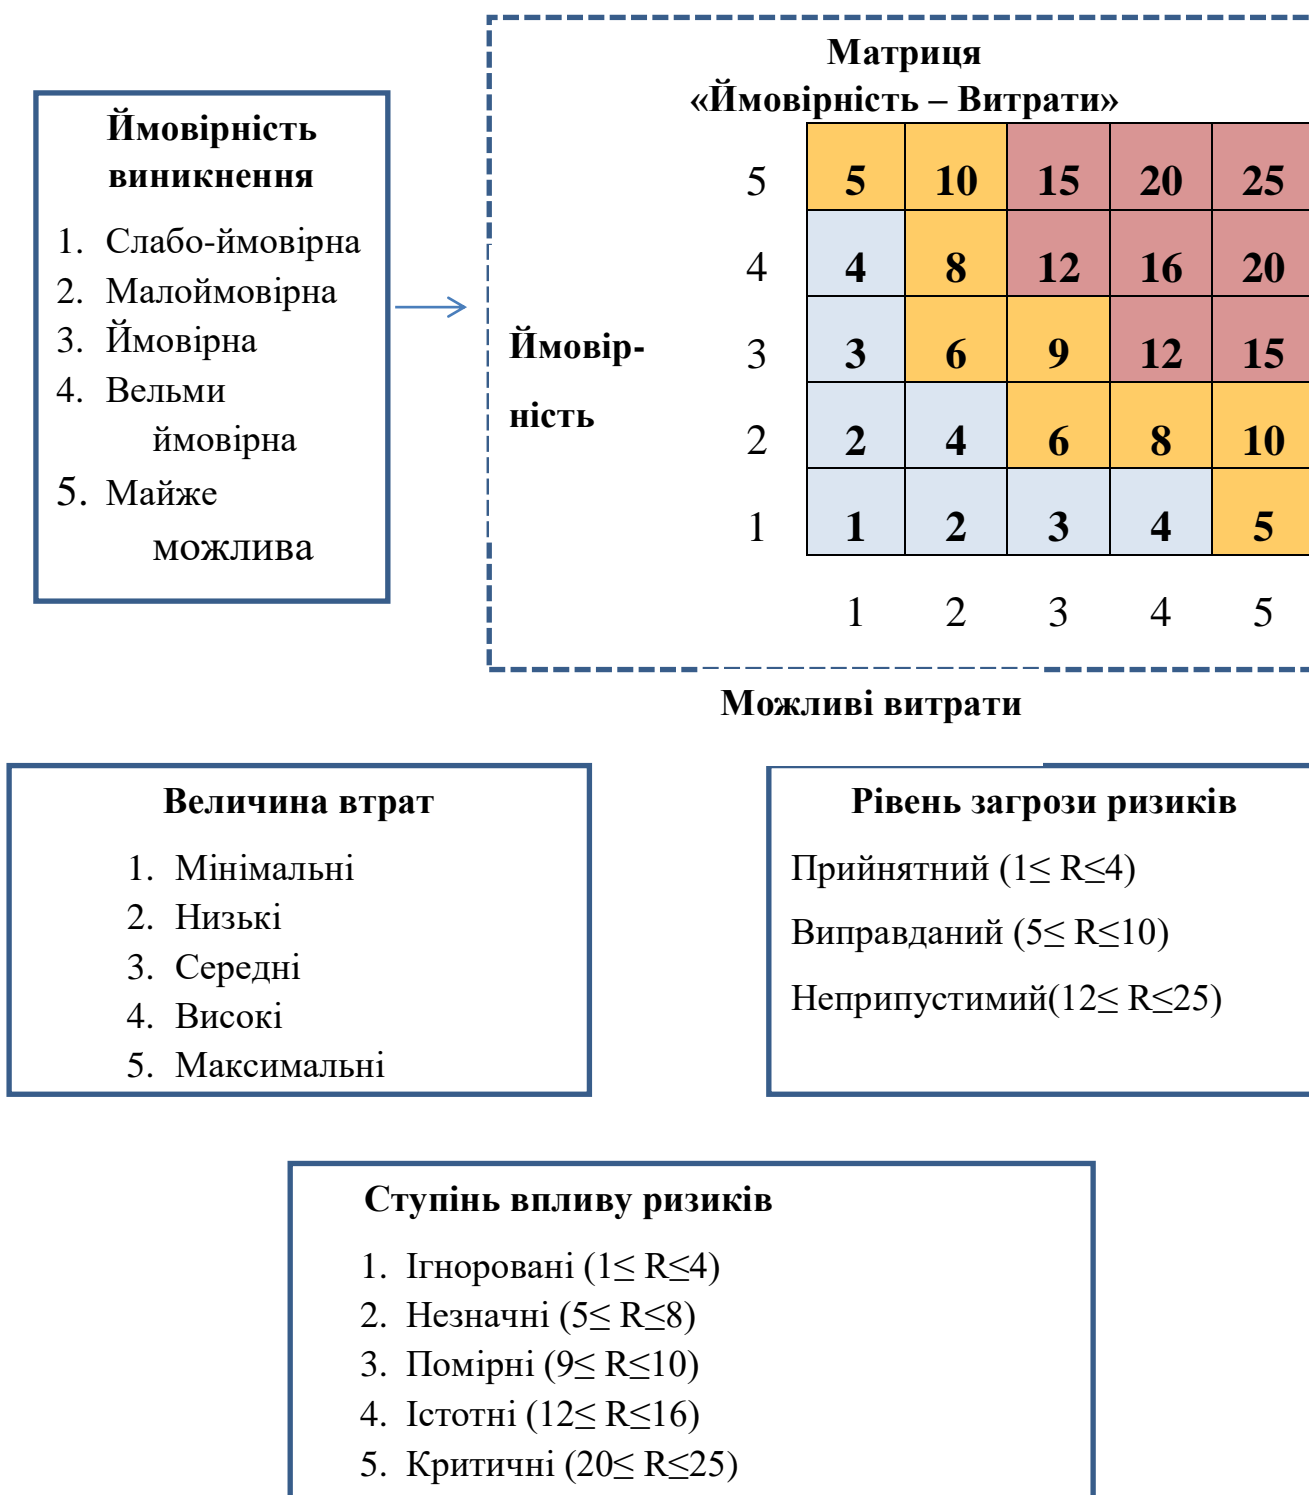 Ймовірність
виникнення
1. Слабо-ймовірна
2. Малоймовірна
3. Ймовірна
4. Вельми
ймовірна
5. Майже
можлива
Матриця
«Ймовірність – Витрати»
Ймовір-
ність
5 5 10 15 20 25
4 4 8 12 16 20
3 3 6 9 12 15
2 2 4 6 8 10
1 1 2 3 4 5
1 2 3 4 5
Можливі витрати
Величина втрат
1. Мінімальні
2. Низькі
3. Середні
4. Високі
5. Максимальні
Рівень загрози ризиків
Прийнятний (1≤ R≤4)
Виправданий (5≤ R≤10)
Неприпустимий(12≤ R≤25)
Ступінь впливу ризиків
1. Ігноровані (1≤ R≤4)
2. Незначні (5≤ R≤8)
3. Помірні (9≤ R≤10)
4. Істотні (12≤ R≤16)
5. Критичні (20≤ R≤25)